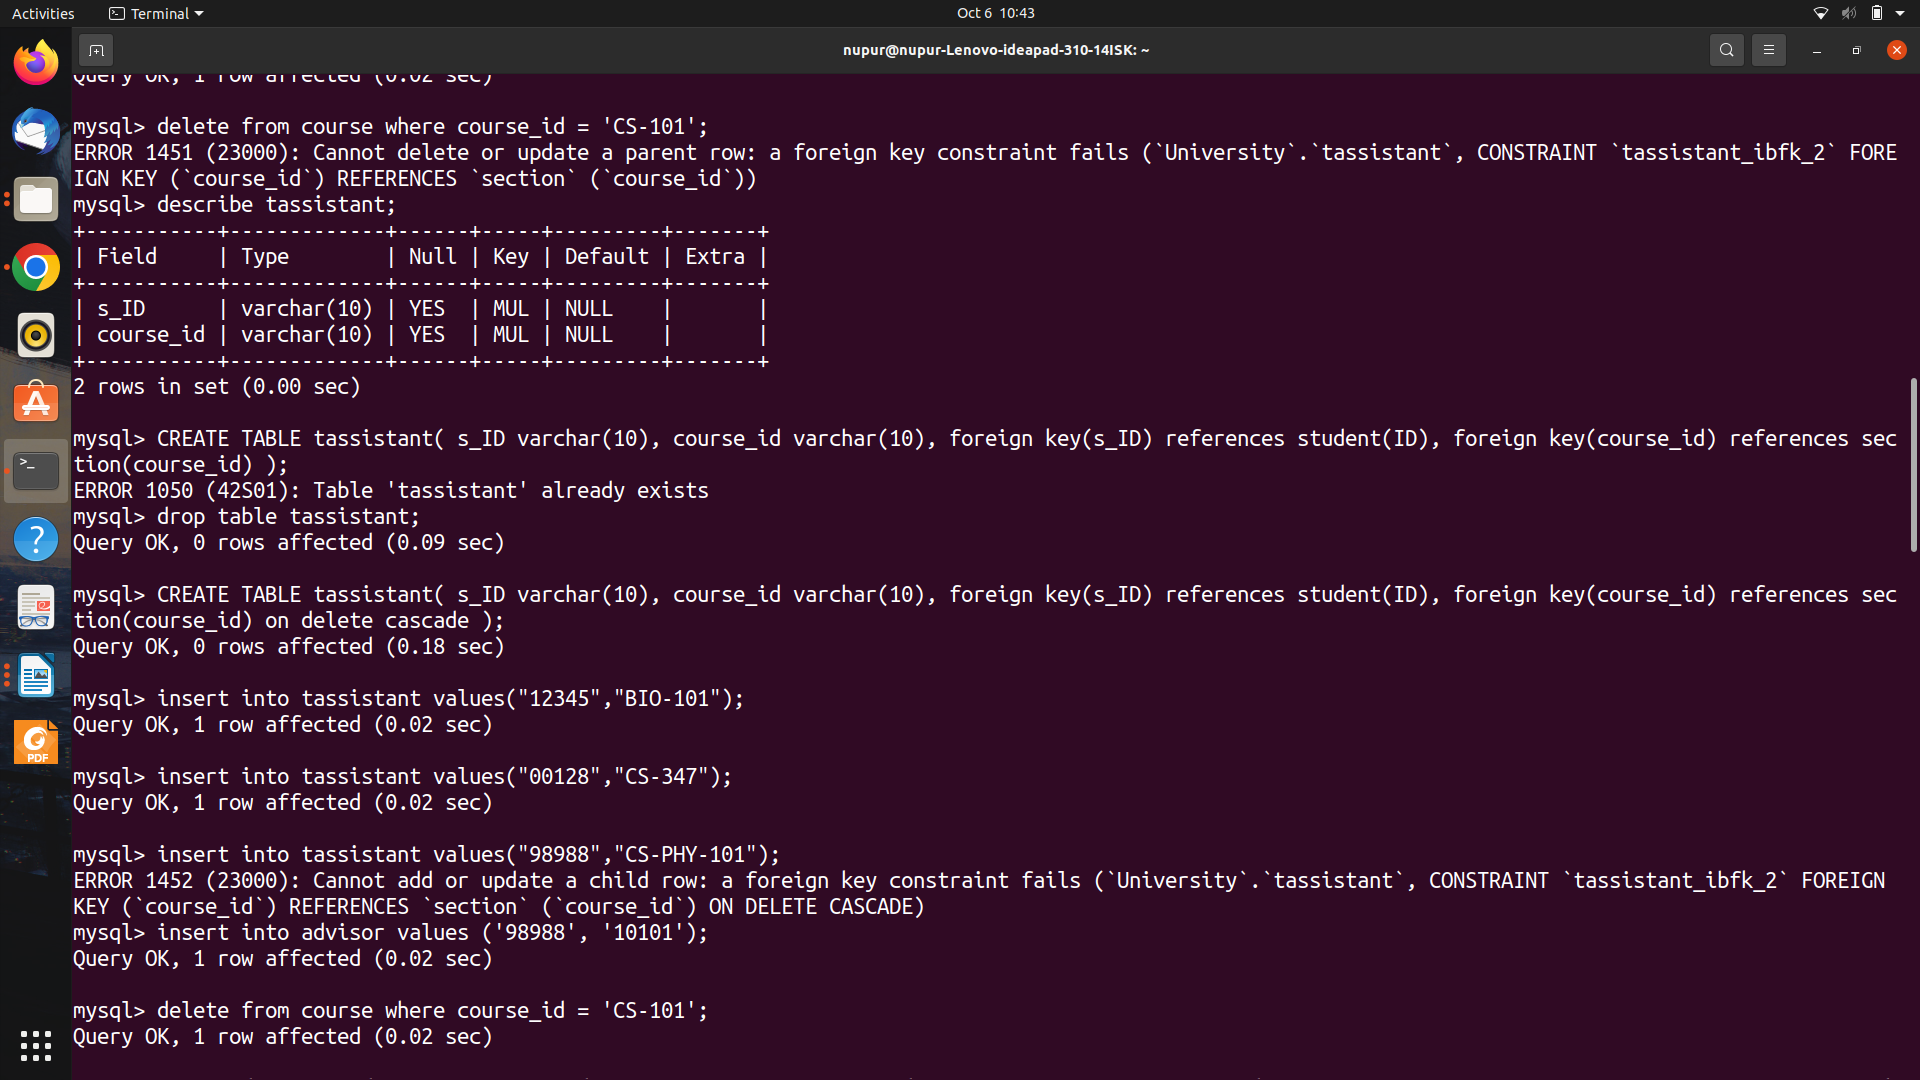 Activities
Terminal
Oct 6 10:43
nupur@nupur-Lenovo-ideapad-310-14ISK: ~
Query OK, 1 row affected (0.02 sec)
mysql> delete from course where course_id = 'CS-101';
ERROR 1451 (23000): Cannot delete or update a parent row: a foreign key constraint fails (`University`.`tassistant`, CONSTRAINT `tassistant_ibfk_2` FORE
IGN KEY (`course_id`) REFERENCES `section` (`course_id`))
mysql> describe tassistant;
+-----------+-------------+------+-----+---------+-------+
| Field     | Type        | Null | Key | Default | Extra |
+-----------+-------------+------+-----+---------+-------+
| s_ID      | varchar(10) | YES  | MUL | NULL    |       |
| course_id | varchar(10) | YES  | MUL | NULL    |       |
+-----------+-------------+------+-----+---------+-------+
2 rows in set (0.00 sec)
mysql> CREATE TABLE tassistant( s_ID varchar(10), course_id varchar(10), foreign key(s_ID) references student(ID), foreign key(course_id) references sec
tion(course_id) );
ERROR 1050 (42S01): Table 'tassistant' already exists
mysql> drop table tassistant;
Query OK, 0 rows affected (0.09 sec)
mysql> CREATE TABLE tassistant( s_ID varchar(10), course_id varchar(10), foreign key(s_ID) references student(ID), foreign key(course_id) references sec
tion(course_id) on delete cascade );
Query OK, 0 rows affected (0.18 sec)
mysql> insert into tassistant values("12345","BIO-101");
Query OK, 1 row affected (0.02 sec)
mysql> insert into tassistant values("00128","CS-347");
Query OK, 1 row affected (0.02 sec)
mysql> insert into tassistant values("98988","CS-PHY-101");
ERROR 1452 (23000): Cannot add or update a child row: a foreign key constraint fails (`University`.`tassistant`, CONSTRAINT `tassistant_ibfk_2` FOREIGN
KEY (`course_id`) REFERENCES `section` (`course_id`) ON DELETE CASCADE)
mysql> insert into advisor values ('98988', '10101');
Query OK, 1 row affected (0.02 sec)
mysql> delete from course where course_id = 'CS-101';
Query OK, 1 row affected (0.02 sec)
PDF